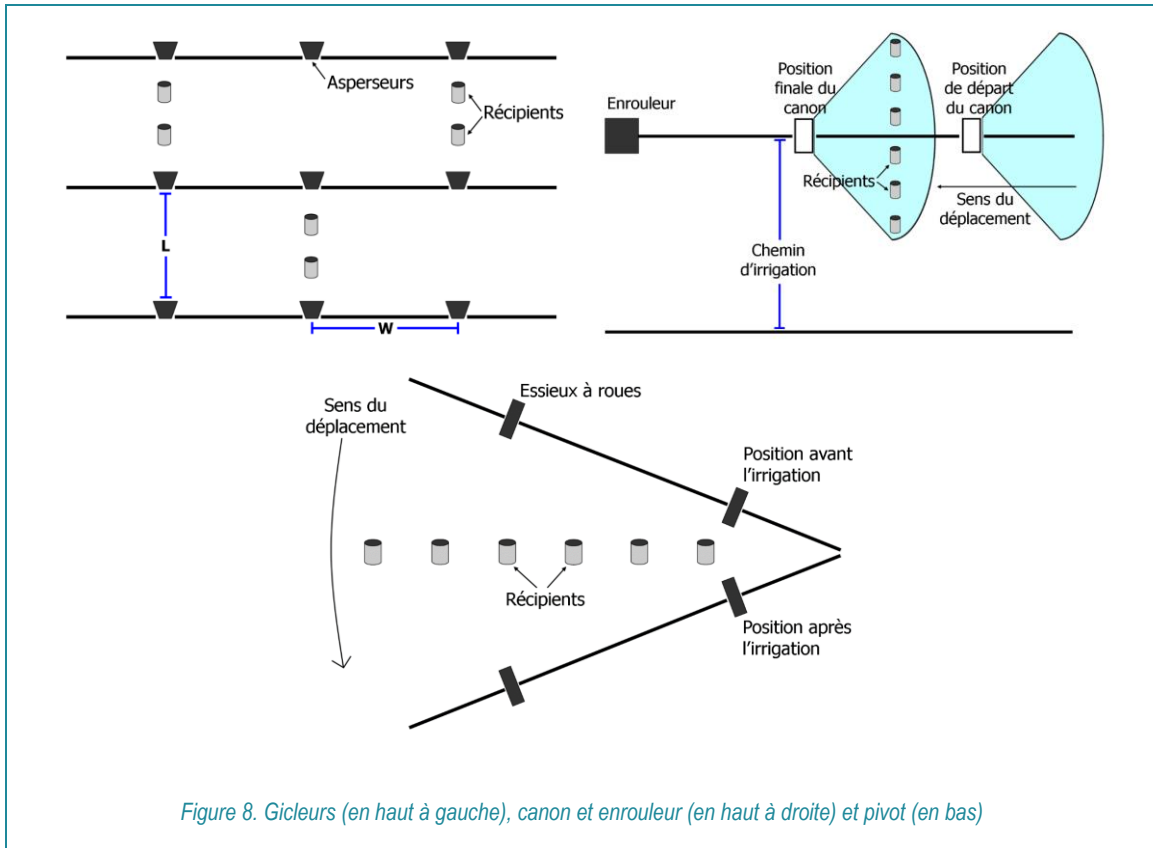 Asperseurs
Récipients
L
W
Enrouleur
Position
finale du
canon
Position
de départ
du canon
Récipients
Sens du
déplacement
Chemin
d'irrigation
Sens du
déplacement
Essieux à roues
Position avant
l'irrigation
Récipients
Position après
l'irrigation
Figure 8. Gicleurs (en haut à gauche), canon et enrouleur (en haut à droite) et pivot (en bas)